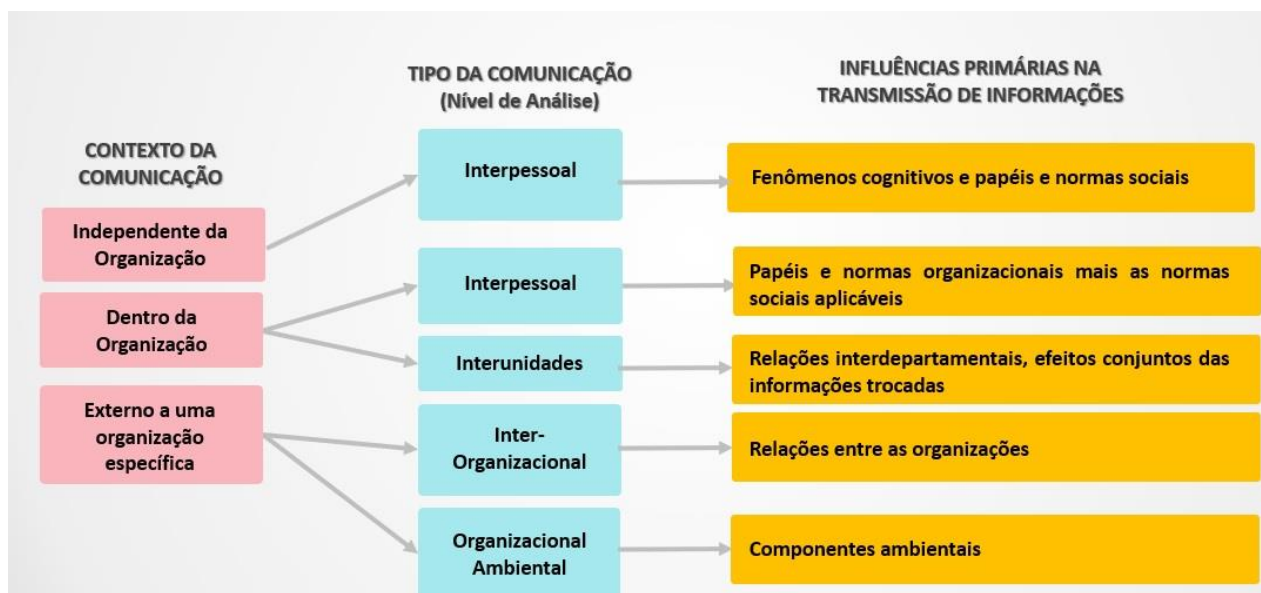 CONTEXTO DA
COMUNICAÇÃO
Independente da
Organização
Dentro da
Organização
Externo a uma
organização
específica
TIPO DA COMUNICAÇÃO
(Nível de Análise)
Interpessoal
Interpessoal
Interunidades
Inter-
Organizacional
Organizacional
Ambiental
INFLUÊNCIAS PRIMÁRIAS NA
TRANSMISSÃO DE INFORMAÇÕES
Fenômenos cognitivos e papéis e normas sociais
Papéis e normas organizacionais mais as normas
sociais aplicáveis
Relações interdepartamentais, efeitos conjuntos das
informações trocadas
Relações entre as organizações
Componentes ambientais